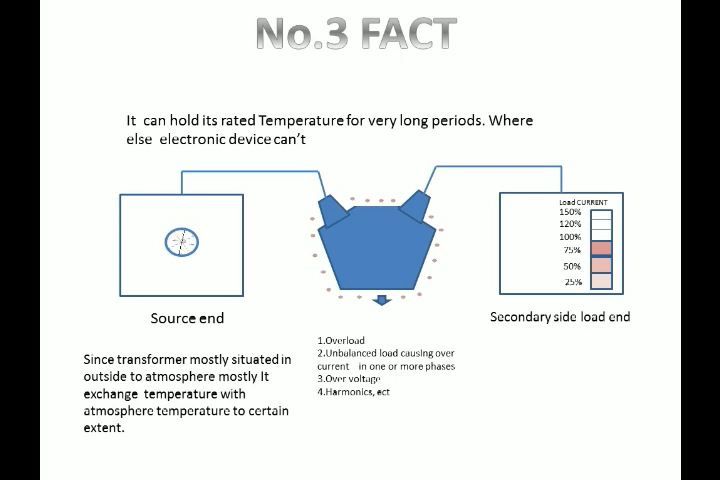 No.3 FACT
It can hold its rated Temperature for very long periods. Where
else electronic device can't
Load CURRENT
150%
120%
100%
75%
50%
25%
Source end
Secondary side load end
Since transformer mostly situated in
outside to atmosphere mostly It
exchange temperature with
atmosphere temperature to certain
extent.
1.Overload
2.Unbalanced load causing over
current in one or more phases
3.Over voltage
4.Harmonics, ect